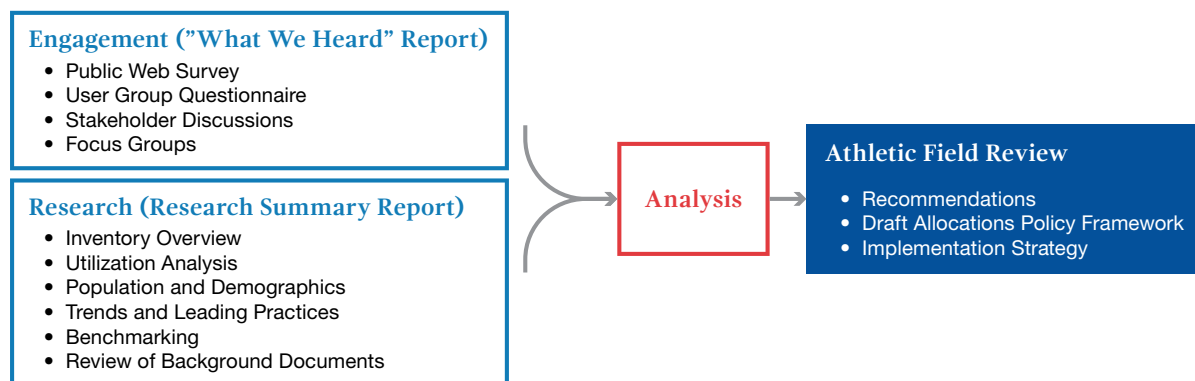 Engagement (”What We Heard” Report)
• Public Web Survey
• User Group Questionnaire
• Stakeholder Discussions
• Focus Groups
Research (Research Summary Report)
• Inventory Overview
• Utilization Analysis
• Population and Demographics
• Trends and Leading Practices
• Benchmarking
• Review of Background Documents
Analysis
Athletic Field Review
• Recommendations
• Draft Allocations Policy Framework
• Implementation Strategy